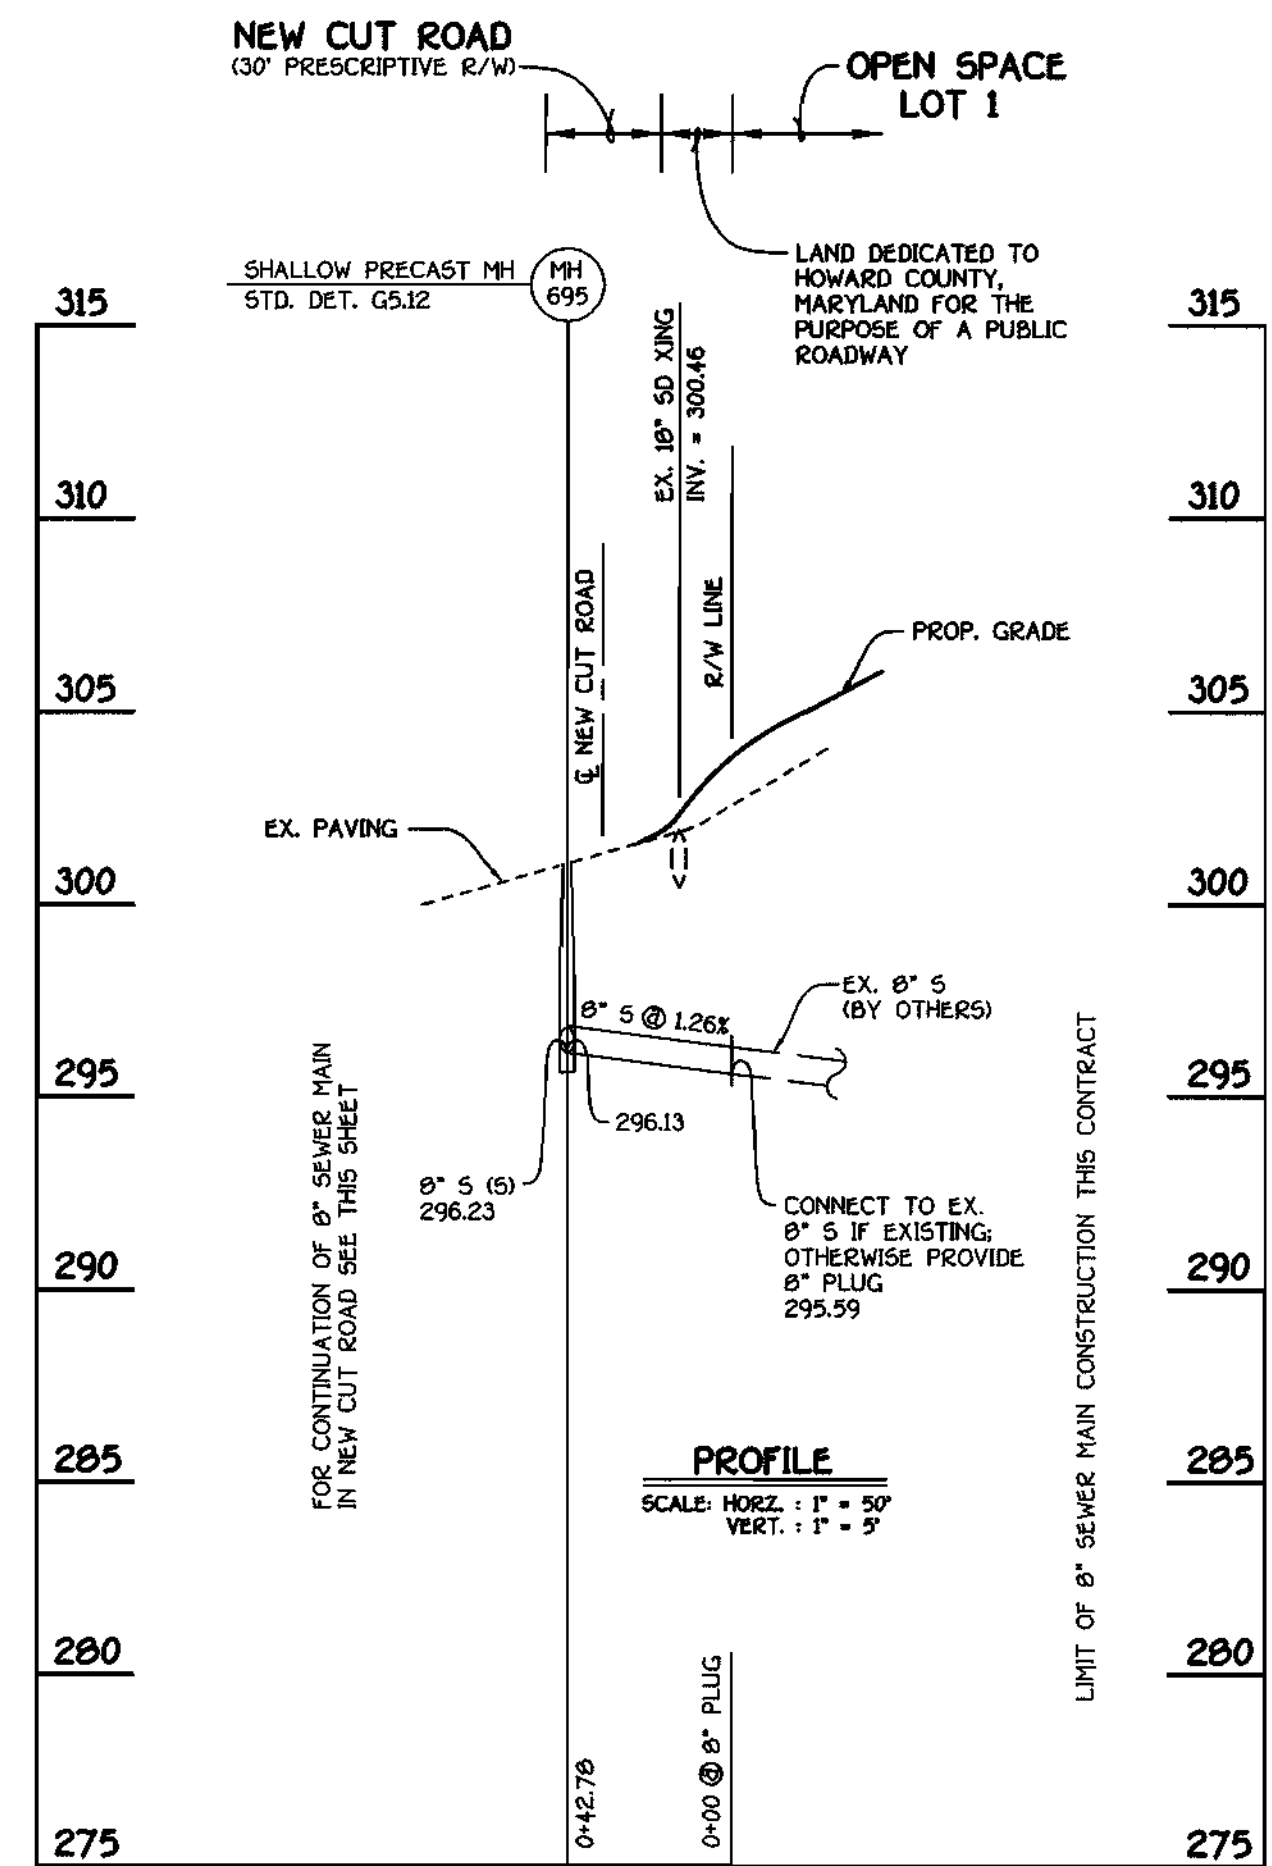 NEW CUT ROAD
(30' PRESCRIPTIVE R/W)
OPEN SPACE
LOT 1
LAND DEDICATED TO
HOWARD COUNTY,
MARYLAND FOR THE
PURPOSE OF A PUBLIC
ROADWAY
SHALLOW PRECAST MH
STD. DET. G5.12
MH
695
315
315
EX. 18" SD XING
INV. = 300.46
310
310
℄ NEW CUT ROAD
R/W LINE
PROP. GRADE
305
305
EX. PAVING
300
300
8" S @ 1.26%
EX. 8" S
(BY OTHERS)
295
295
296.13
8" S (S)
296.23
CONNECT TO EX.
8" S IF EXISTING;
OTHERWISE PROVIDE
8" PLUG
295.59
FOR CONTINUATION OF 8" SEWER MAIN
IN NEW CUT ROAD SEE THIS SHEET
LIMIT OF 8" SEWER MAIN CONSTRUCTION THIS CONTRACT
290
290
285
285
PROFILE
SCALE: HORZ. : 1" = 50'
VERT. : 1" = 5'
280
280
0+42.78
0+00 @ 8" PLUG
275
275